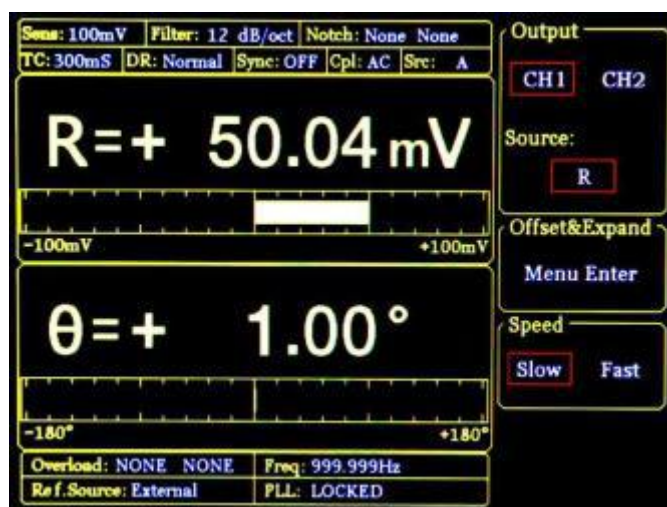 Sens: 100mV Filter: 12 dB/oct Notch: None None
TC: 300mS DR: Normal Sync: OFF Cpl: AC Src: A
R=+ 50.04 mV
-100mV +100mV
θ=+ 1.00°
-180° +180°
Overload: NONE NONE Freq: 999.999Hz
Ref.Source: External PLL: LOCKED
Output
CH1 CH2
Source:
R
Offset&Expand
Menu Enter
Speed
Slow Fast